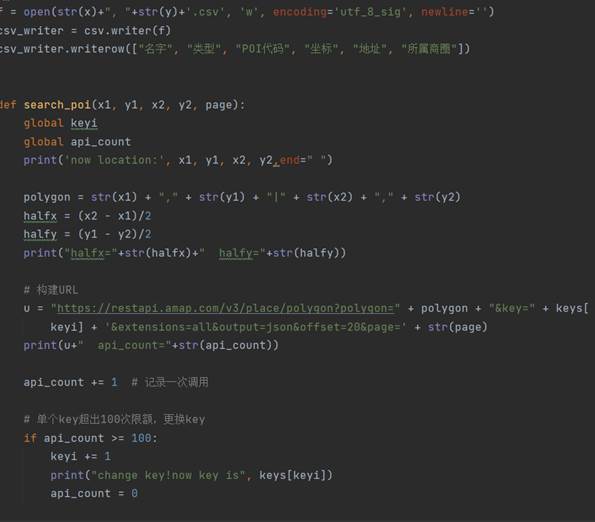 f = open(str(x)+", "+str(y)+'.csv', 'w', encoding='utf_8_sig', newline='')
csv_writer = csv.writer(f)
csv_writer.writerow(["名字", "类型", "POI代码", "坐标", "地址", "所属商圈"])
def search_poi(x1, y1, x2, y2, page):
global keyi
global api_count
print('now location:', x1, y1, x2, y2,end=" ")
polygon = str(x1) + "," + str(y1) + "|" + str(x2) + "," + str(y2)
halfx = (x2 - x1)/2
halfy = (y1 - y2)/2
print("halfx="+str(halfx)+"  halfy="+str(halfy))
# 构建URL
u = "https://restapi.amap.com/v3/place/polygon?polygon=" + polygon + "&key=" + keys[
keyi] + '&extensions=all&output=json&offset=20&page=' + str(page)
print(u+"  api_count="+str(api_count))
api_count += 1  # 记录一次调用
# 单个key超出100次限额，更换key
if api_count >= 100:
keyi += 1
print("change key!now key is", keys[keyi])
api_count = 0